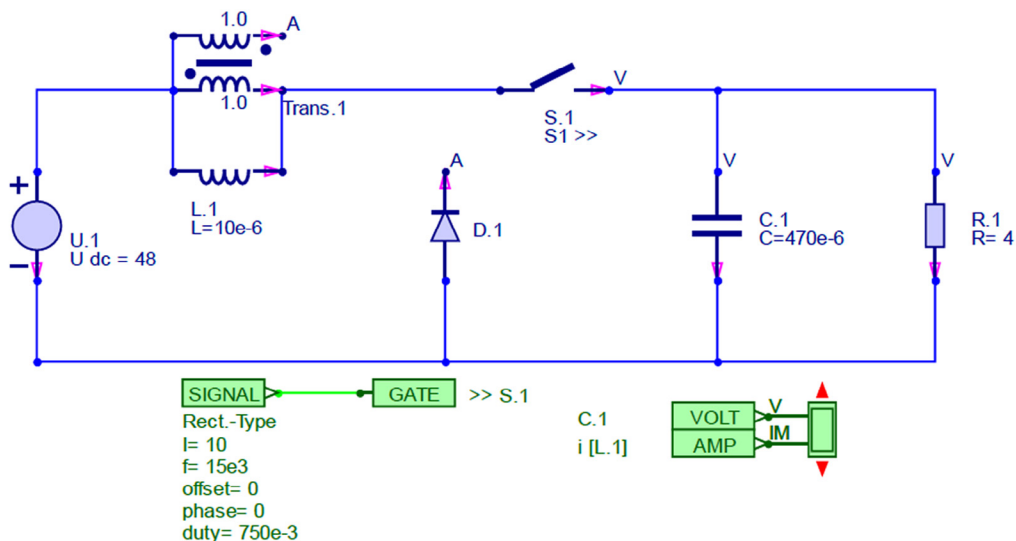 1.0
A
1.0
Trans.1
V
S.1
S1 >>
L.1
L=10e-6
A
V
V
+
U.1
U dc = 48
−
D.1
C.1
C=470e-6
R.1
R= 4
SIGNAL
GATE
>> S.1
Rect.-Type
I= 10
f= 15e3
offset= 0
phase= 0
duty= 750e-3
C.1
VOLT
V
i [L.1]
AMP
IM